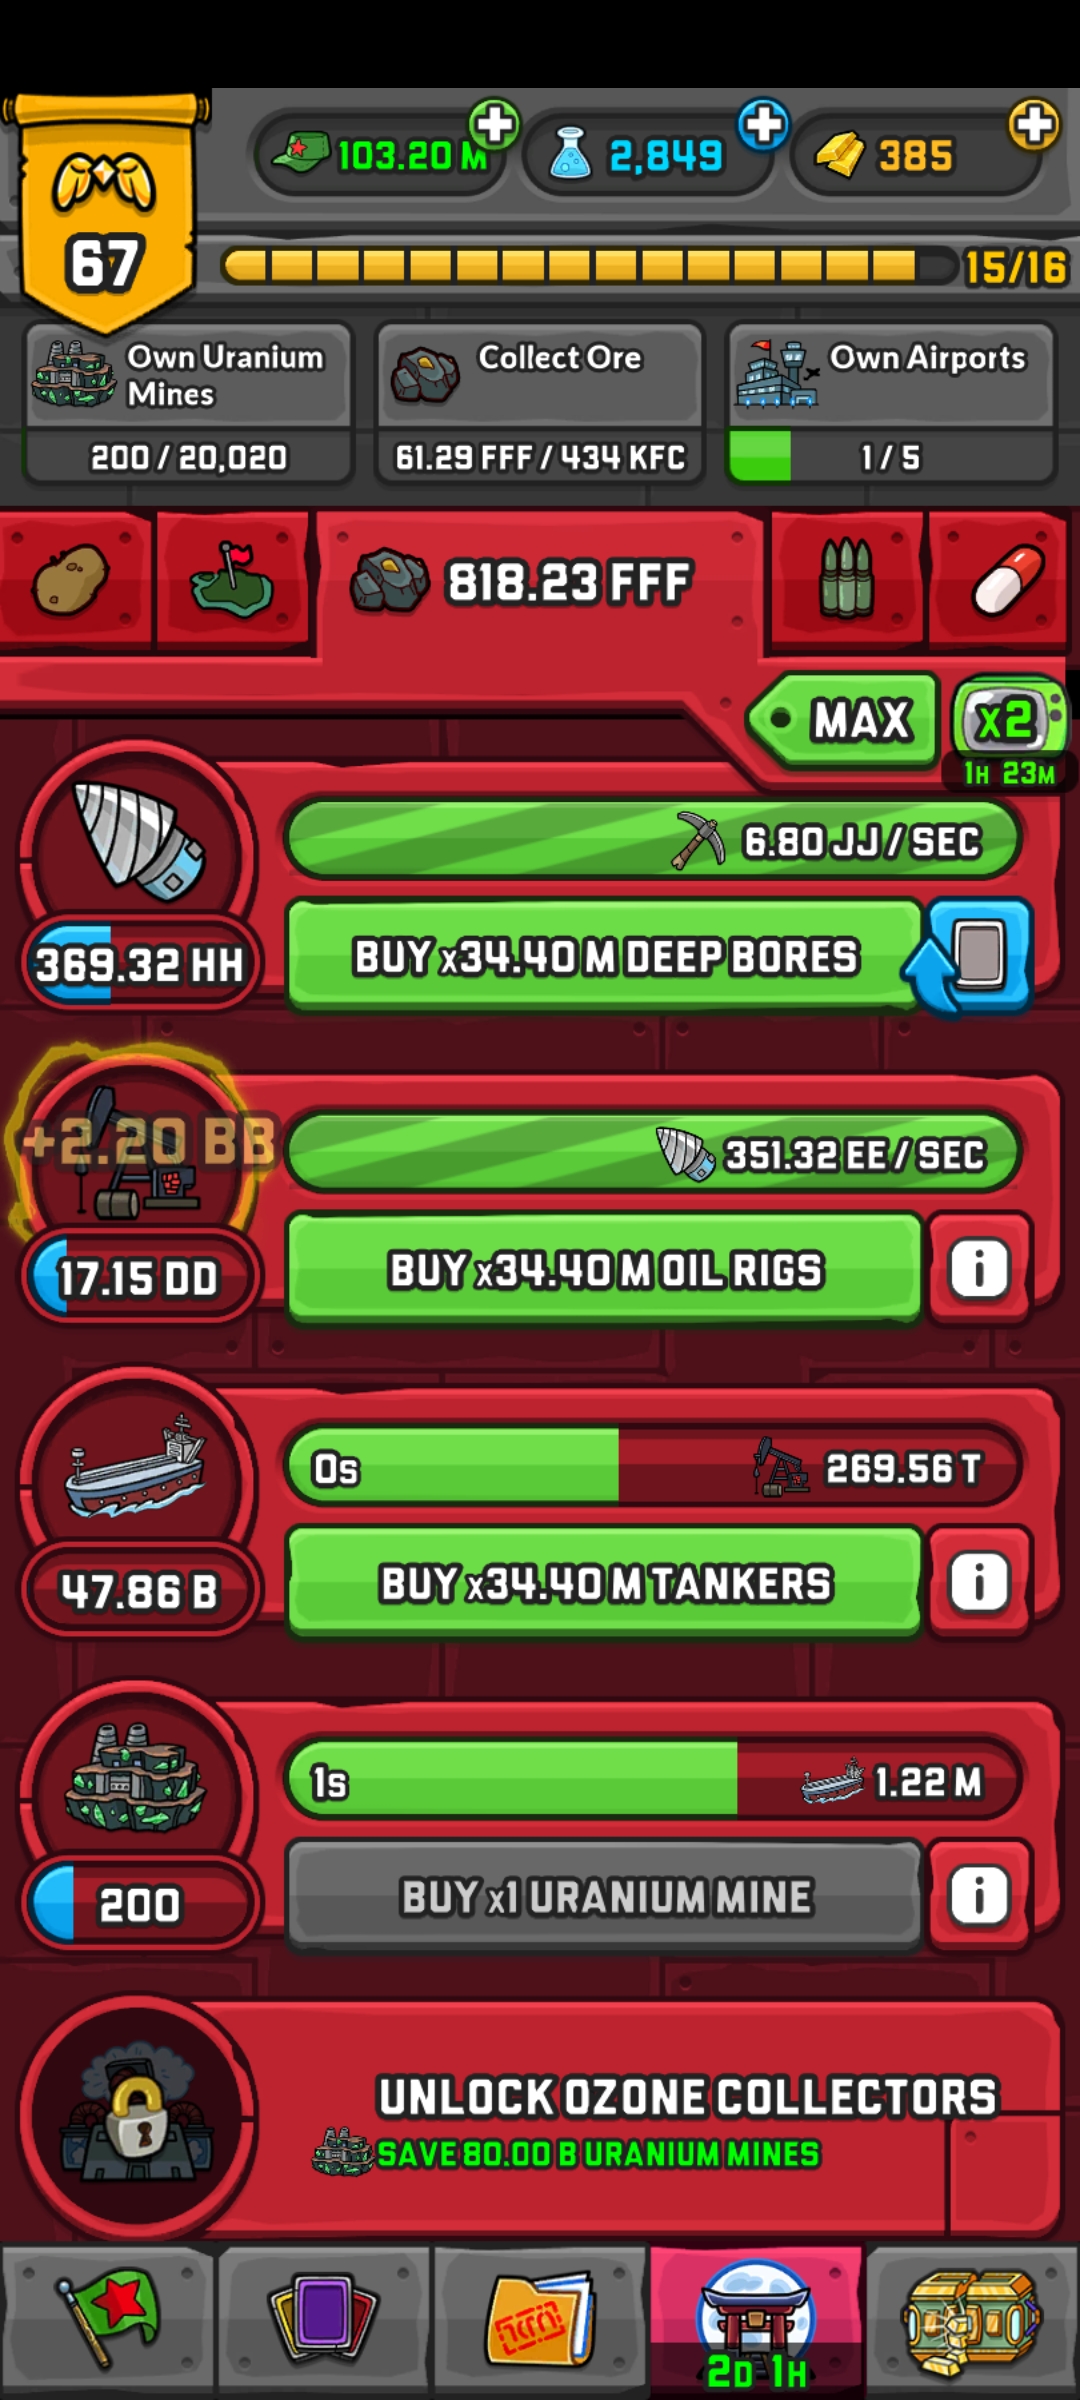 103.20 M
2,849
385
67
15/16
Own Uranium
Mines
200 / 20,020
Collect Ore
61.29 FFF / 434 KFC
Own Airports
1 / 5
818.23 FFF
MAX
x2
1H 23M
6.80 JJ / SEC
369.32 HH
BUY x34.40 M DEEP BORES
+2.20 BB
351.32 EE / SEC
17.15 DD
BUY x34.40 M OIL RIGS
i
0s
269.56 T
47.86 B
BUY x34.40 M TANKERS
i
1s
1.22 M
200
BUY x1 URANIUM MINE
i
UNLOCK OZONE COLLECTORS
SAVE 80.00 B URANIUM MINES
2D 1H